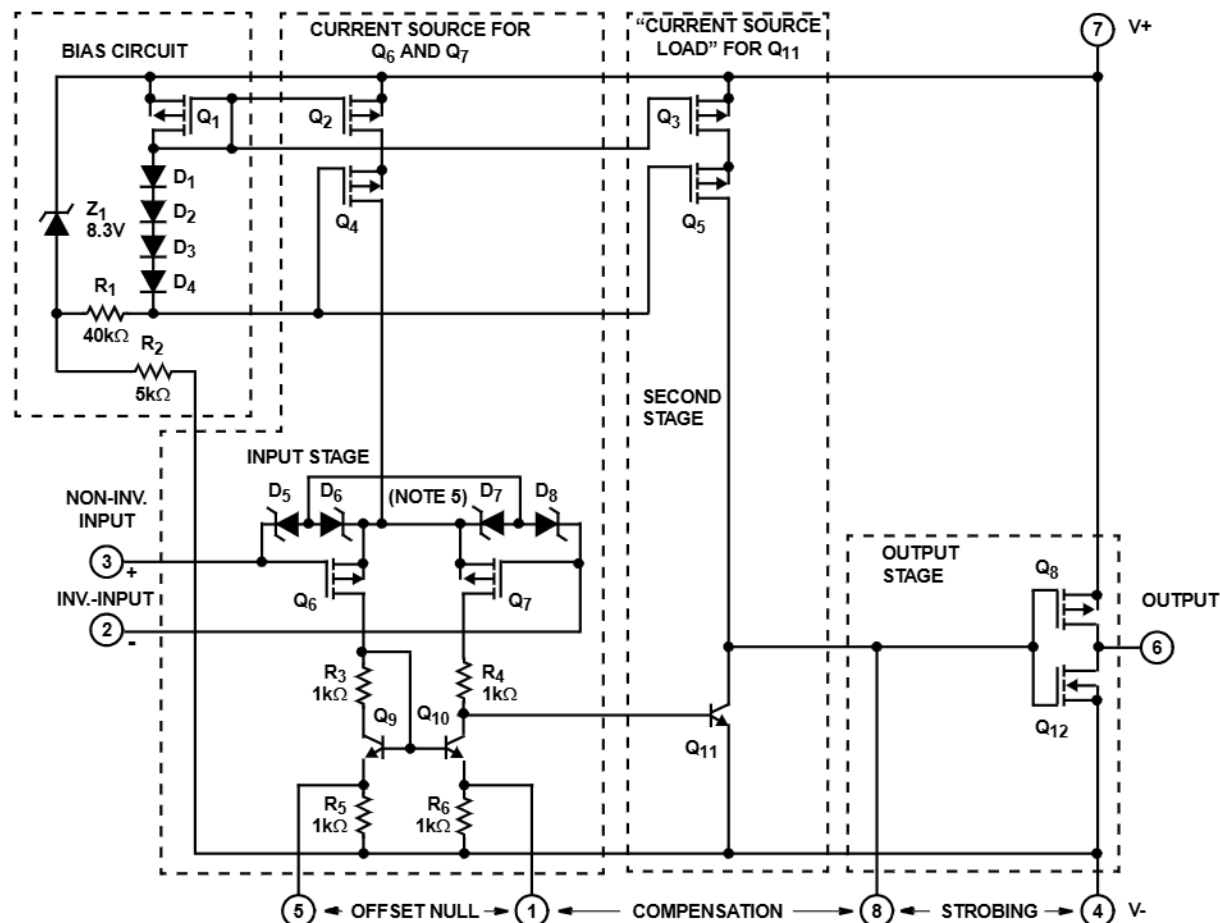 BIAS CIRCUIT
CURRENT SOURCE FOR
Q6 AND Q7
“CURRENT SOURCE
LOAD” FOR Q11
7
V+
Q1
Q2
Q3
D1
Z1
8.3V
D2
D3
D4
Q4
Q5
R1
40kΩ
R2
5kΩ
SECOND
STAGE
INPUT STAGE
D5
D6
(NOTE 5)
D7
D8
NON-INV.
INPUT
3
+
Q6
Q7
INV.-INPUT
2
-
OUTPUT
STAGE
Q8
OUTPUT
6
R3
1kΩ
R4
1kΩ
Q9
Q10
Q11
Q12
R5
1kΩ
R6
1kΩ
5
OFFSET NULL
1
COMPENSATION
8
STROBING
4
V-